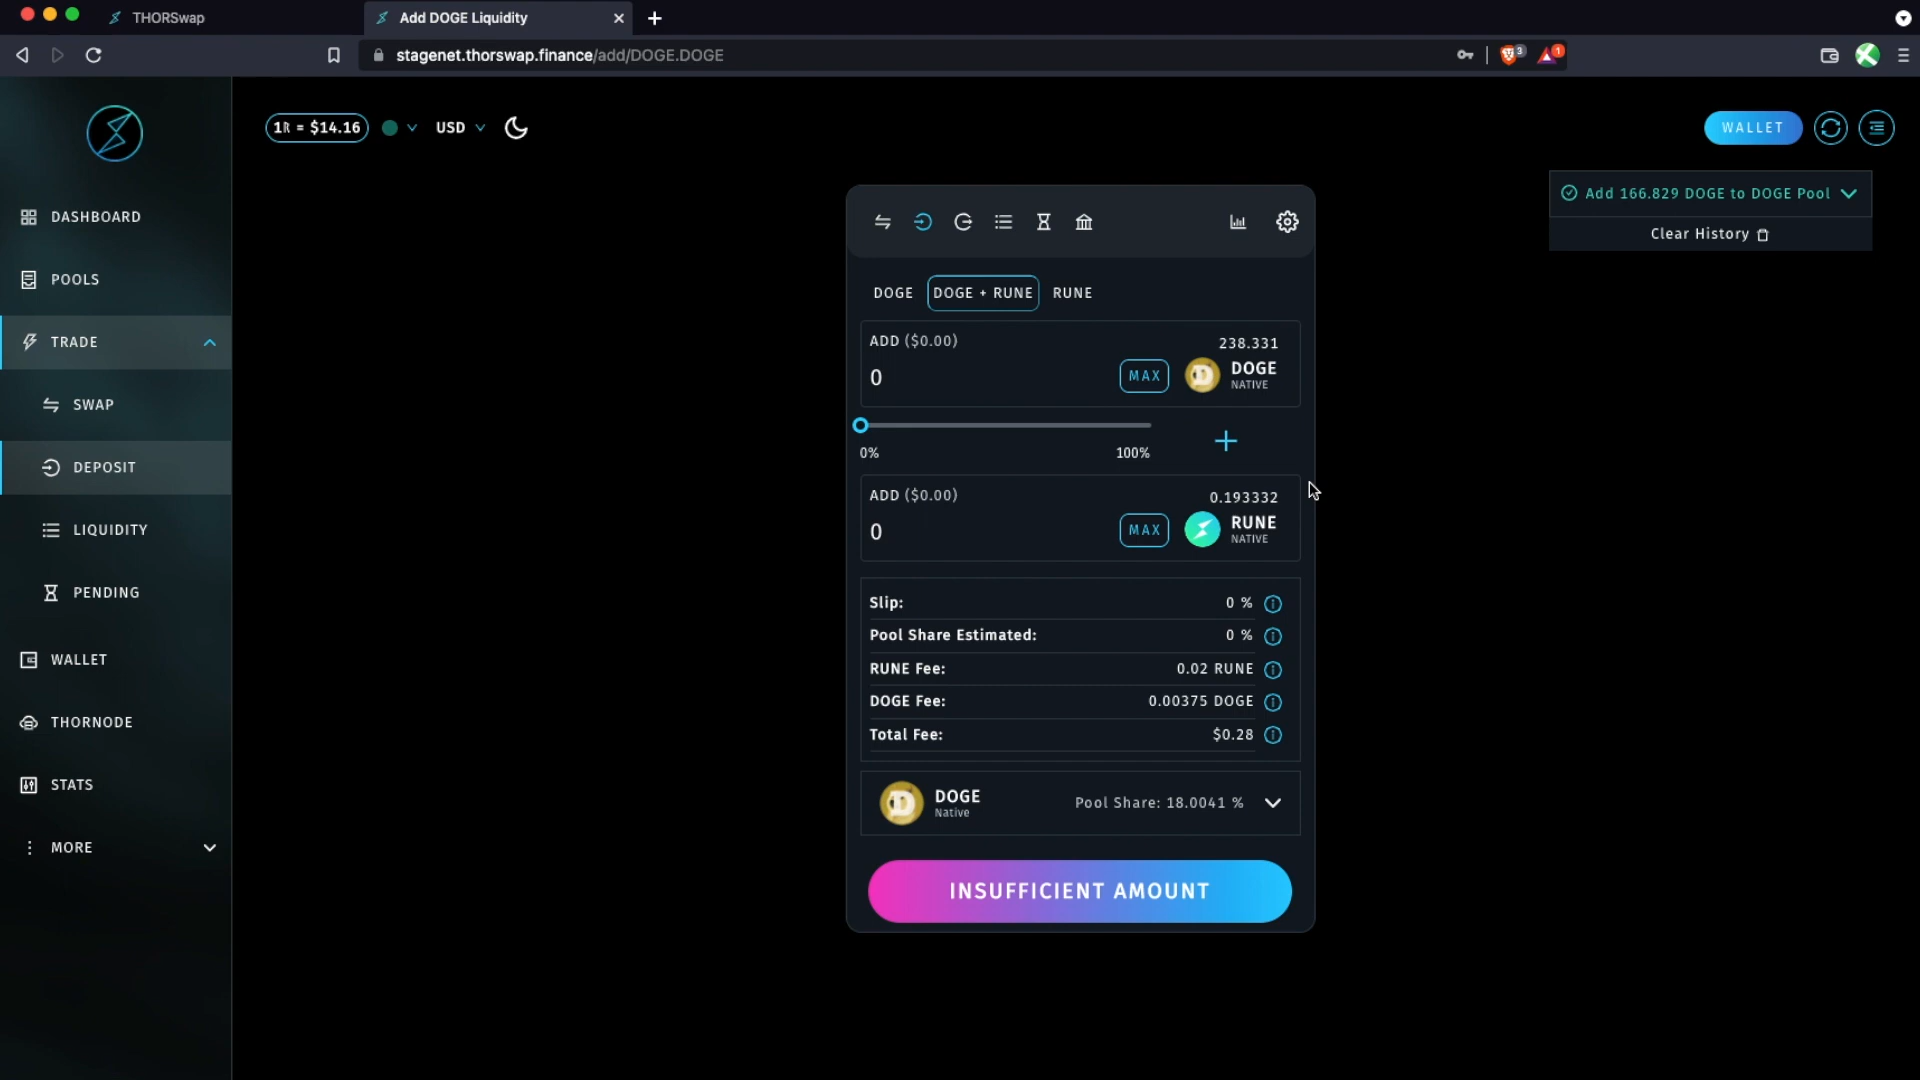 THORSwap
Add DOGE Liquidity
stagenet.thorswap.finance/add/DOGE.DOGE
3
1
1ᚱ = $14.16
USD
WALLET
Add 166.829 DOGE to DOGE Pool
Clear History
DASHBOARD
POOLS
TRADE
SWAP
DEPOSIT
LIQUIDITY
PENDING
WALLET
THORNODE
STATS
MORE
DOGE
DOGE + RUNE
RUNE
ADD ($0.00)
238.331
0
MAX
DOGE
NATIVE
0%
100%
ADD ($0.00)
0.193332
0
MAX
RUNE
NATIVE
Slip:
0 %
Pool Share Estimated:
0 %
RUNE Fee:
0.02 RUNE
DOGE Fee:
0.00375 DOGE
Total Fee:
$0.28
DOGE
Native
Pool Share: 18.0041 %
INSUFFICIENT AMOUNT